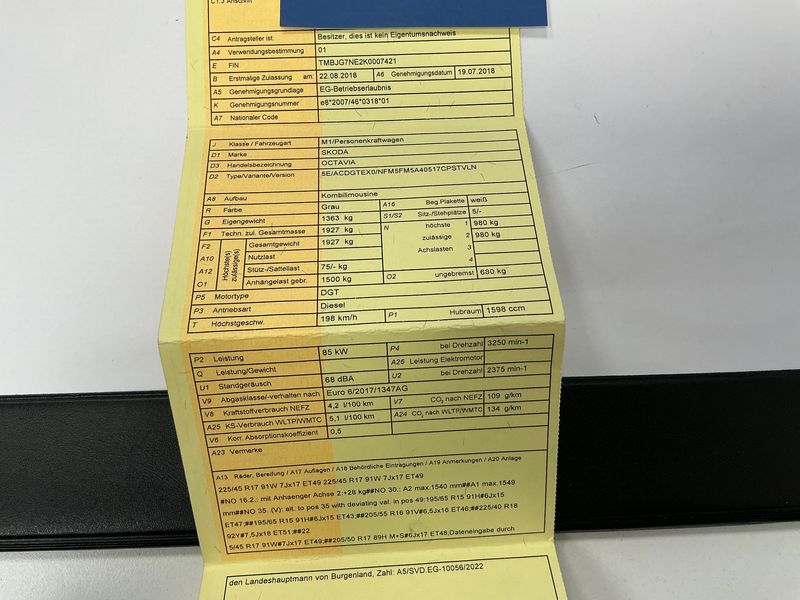 C1.3 Anschrift
C4 Antragsteller ist: Besitzer, dies ist kein Eigentumsnachweis
A4 Verwendungsbestimmung 01
E FIN TMBJG7NE2K0007421
B Erstmalige Zulassung am: 22.08.2018 A6 Genehmigungsdatum 19.07.2018
A5 Genehmigungsgrundlage EG-Betriebserlaubnis
K Genehmigungsnummer e8*2007/46*0318*01
A7 Nationaler Code
J Klasse / Fahrzeugart M1/Personenkraftwagen
D1 Marke SKODA
D3 Handelsbezeichnung OCTAVIA
D2 Type/Variante/Version 5E/ACDGTEX0/NFM5FM5A40517CPSTVLN
A8 Aufbau Kombilimousine
R Farbe Grau A16 Beg.Plakette weiß
G Eigengewicht 1363 kg S1/S2 Sitz-/Stehplätze 5/-
F1 Techn. zul. Gesamtmasse 1927 kg N höchste 1 980 kg
F2 Höchste(s) zulässige(s) Gesamtgewicht 1927 kg zulässige 2 980 kg
A10 Nutzlast Achslasten 3
A12 Stütz-/Sattellast 75/- kg 4
O1 Anhängelast gebr. 1500 kg O2 ungebremst 680 kg
P5 Motortype DGT
P3 Antriebsart Diesel
T Höchstgeschw. 198 km/h P1 Hubraum 1598 ccm
P2 Leistung 85 kW P4 bei Drehzahl 3250 min-1
Q Leistung/Gewicht A26 Leistung Elektromotor
U1 Standgeräusch 68 dBA U2 bei Drehzahl 2375 min-1
V9 Abgasklasse/-verhalten nach Euro 6/2017/1347AG
V8 Kraftstoffverbrauch NEFZ 4,2 l/100 km V7 CO₂ nach NEFZ 109 g/km
A25 KS-Verbrauch WLTP/WMTC 5,1 l/100 km A24 CO₂ nach WLTP/WMTC 134 g/km
V6 Korr. Absorptionskoeffizient 0,5
A23 Vermerke
A13 Räder, Bereifung / A17 Auflagen / A18 Behördliche Eintragungen / A19 Anmerkungen / A20 Anlage
225/45 R17 91W 7Jx17 ET49 225/45 R17 91W 7Jx17 ET49
#NO 16.2.: mit Anhaenger Achse 2:+28 kg##NO 30.: A2 max.1540 mm##A1 max.1549
mm##NO 35. (V): alt. to pos 35 with deviating val. in pos 49:195/65 R15 91H#6Jx15
ET47;##195/65 R15 91H#6Jx15 ET43;##205/55 R16 91V#6,5Jx16 ET46;##225/40 R18
92Y#7,5Jx18 ET51;##22
5/45 R17 91W#7Jx17 ET49;##205/50 R17 89H M+S#6Jx17 ET48;Dateneingabe durch
den Landeshauptmann von Burgenland, Zahl: A5/SVD.EG-10056/2022